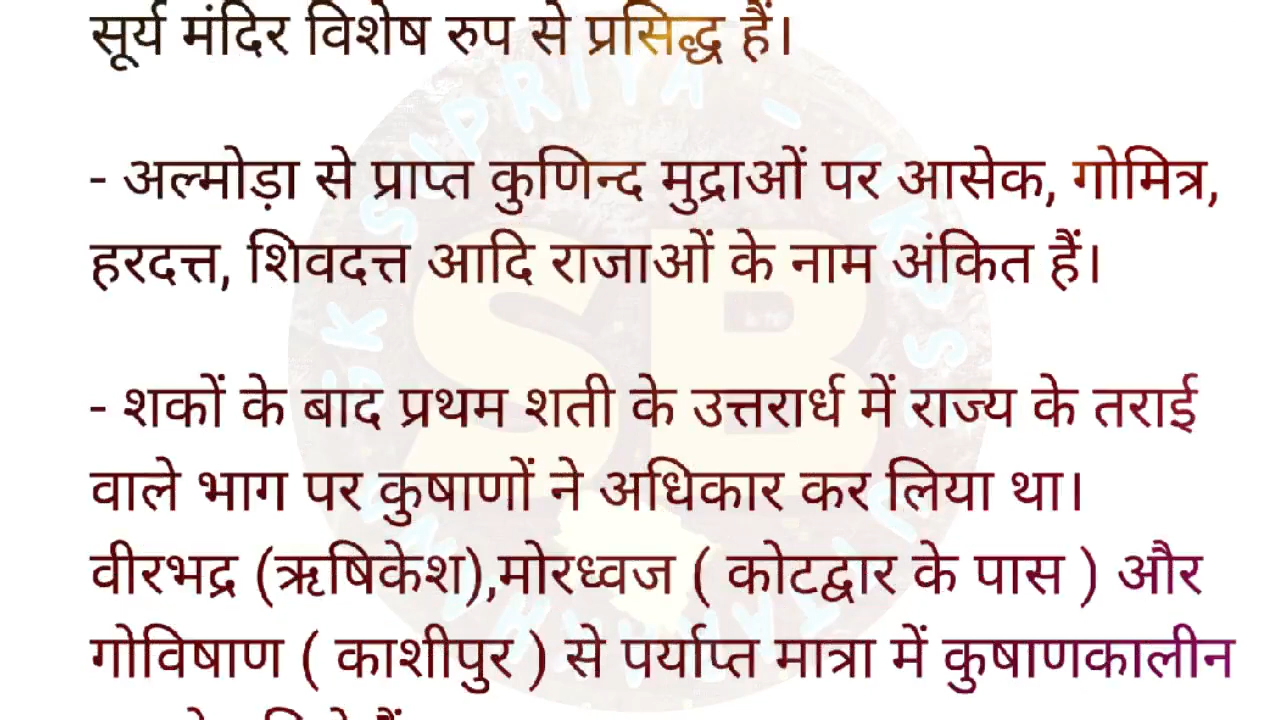 सूर्य मंदिर विशेष रुप से प्रसिद्ध हैं।
- अल्मोड़ा से प्राप्त कुणिन्द मुद्राओं पर आसेक, गोमित्र,
हरदत्त, शिवदत्त आदि राजाओं के नाम अंकित हैं।
- शकों के बाद प्रथम शती के उत्तरार्ध में राज्य के तराई
वाले भाग पर कुषाणों ने अधिकार कर लिया था।
वीरभद्र (ऋषिकेश),मोरध्वज ( कोटद्वार के पास ) और
गोविषाण ( काशीपुर ) से पर्याप्त मात्रा में कुषाणकालीन
SB